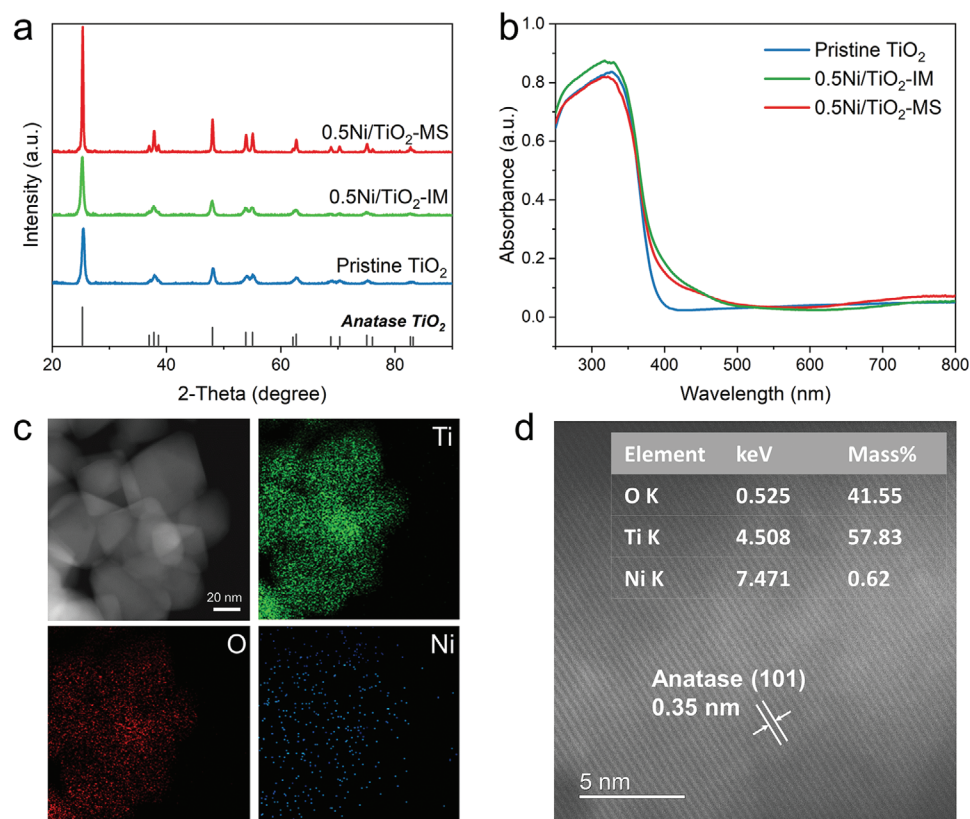 a
Intensity (a.u.)
0.5Ni/TiO₂-MS
0.5Ni/TiO₂-IM
Pristine TiO₂
Anatase TiO₂
20 40 60 80
2-Theta (degree)
b
Absorbance (a.u.)
1.0
0.8
0.6
0.4
0.2
0.0
Pristine TiO₂
0.5Ni/TiO₂-IM
0.5Ni/TiO₂-MS
300 400 500 600 700 800
Wavelength (nm)
c
20 nm
Ti
O
Ni
d
Element keV Mass%
O K 0.525 41.55
Ti K 4.508 57.83
Ni K 7.471 0.62
Anatase (101)
0.35 nm
5 nm